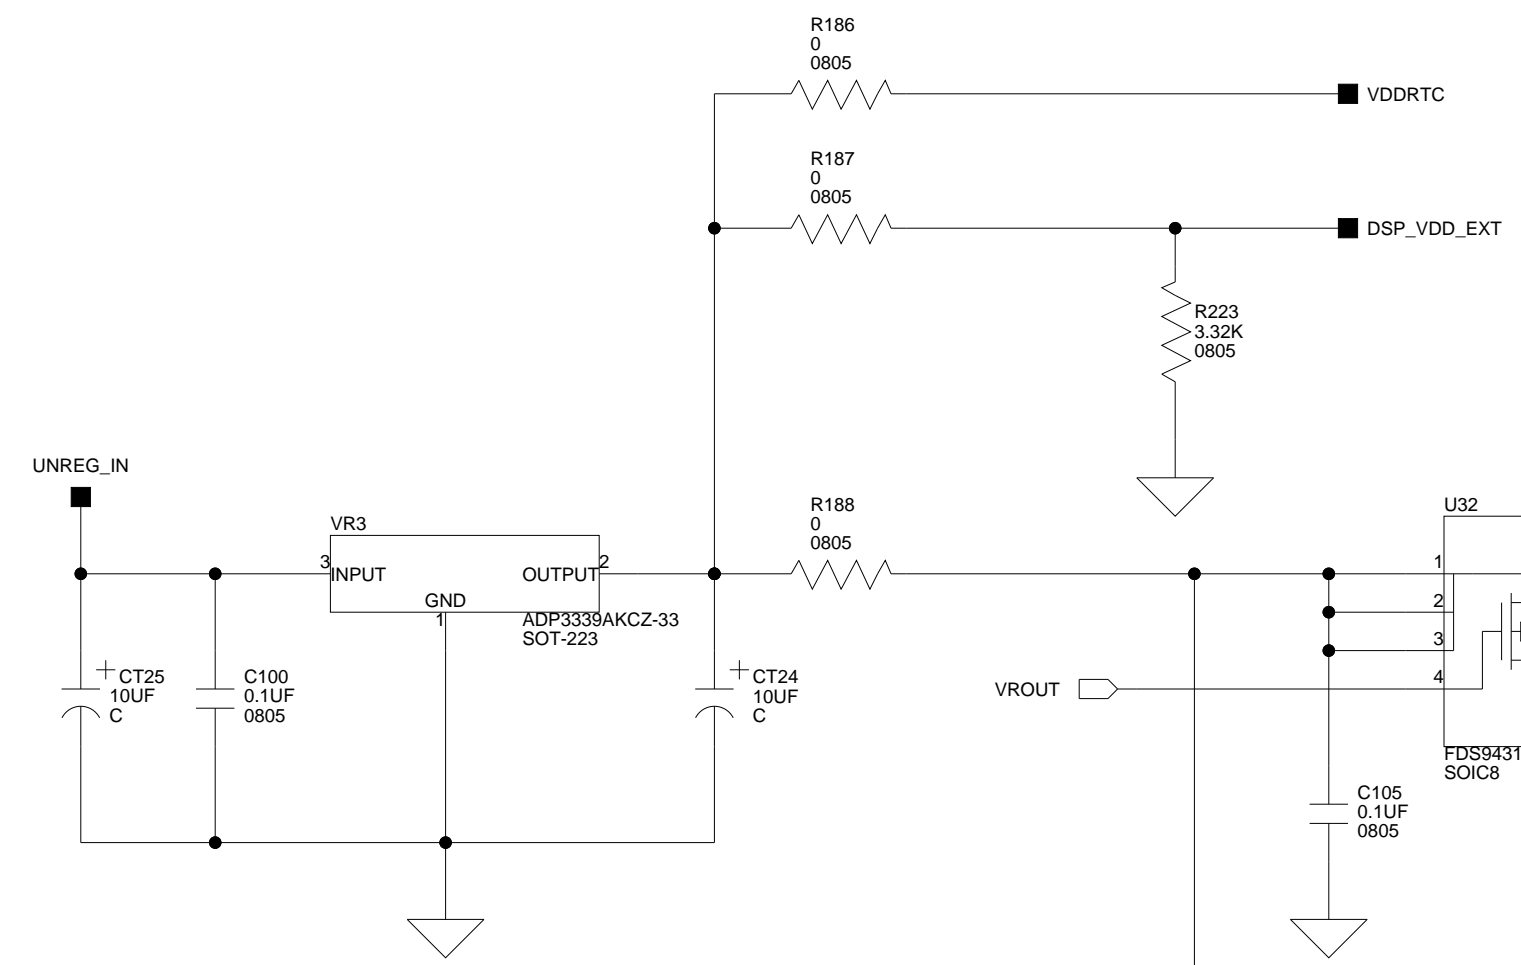 R186
0
0805
VDDRTC
R187
0
0805
DSP_VDD_EXT
R223
3.32K
0805
UNREG_IN
R188
0
0805
U32
VR3
3
INPUT
OUTPUT
2
GND
1
ADP3339AKCZ-33
SOT-223
1
2
3
4
+ CT25
10UF
C
C100
0.1UF
0805
+ CT24
10UF
C
VROUT
FDS9431
SOIC8
C105
0.1UF
0805